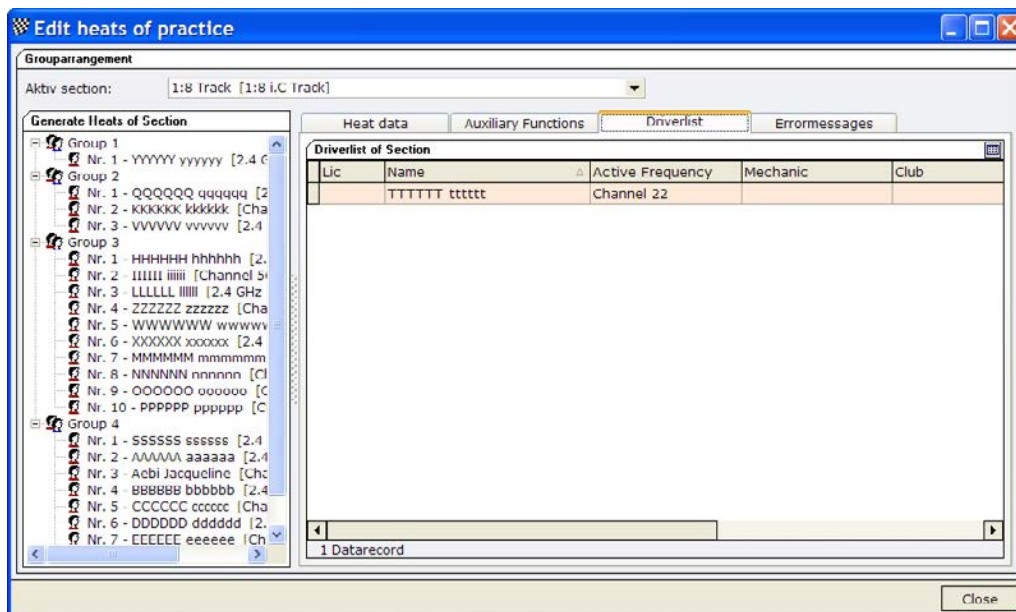 Edit heats of practice
Grouparrangement
Aktiv section: 1:8 Track [1:8 i.C Track]
Generate Heats of Section
Group 1
Nr. 1 - YYYYYY yyyyyy [2.4 G
Group 2
Nr. 1 - QQQQQQ qqqqqq [2
Nr. 2 - KKKKKK kkkkkk [Cha
Nr. 3 - VVVVVV vvvvvv [2.4
Group 3
Nr. 1 - HHHHHH hhhhhh [2.
Nr. 2 - IIIIII iiiiii [Channel 5
Nr. 3 - LLLLLL llllll [2.4 GHz
Nr. 4 - ZZZZZZ zzzzzz [Cha
Nr. 5 - WWWWWW wwwww
Nr. 6 - XXXXXX xxxxxx [2.4
Nr. 7 - MMMMMM mmmmmm
Nr. 8 - NNNNNN nnnnnn [Cl
Nr. 9 - OOOOOO oooooo [C
Nr. 10 - PPPPPP pppppp [C
Group 4
Nr. 1 - SSSSSS ssssss [2.4
Nr. 2 - AAAAAA aaaaaa [2.4
Nr. 3 - Aebi Jacqueline [Cha
Nr. 4 - BBBBBB bbbbbb [2.4
Nr. 5 - CCCCCC cccccc [Cha
Nr. 6 - DDDDDD dddddd [2.
Nr. 7 - EEEEEE eeeeee [Ch
Heat data Auxiliary Functions Driverlist Errormessages
Driverlist of Section
Lic Name Active Frequency Mechanic Club
TTTTTT tttttt Channel 22
1 Datarecord
Close